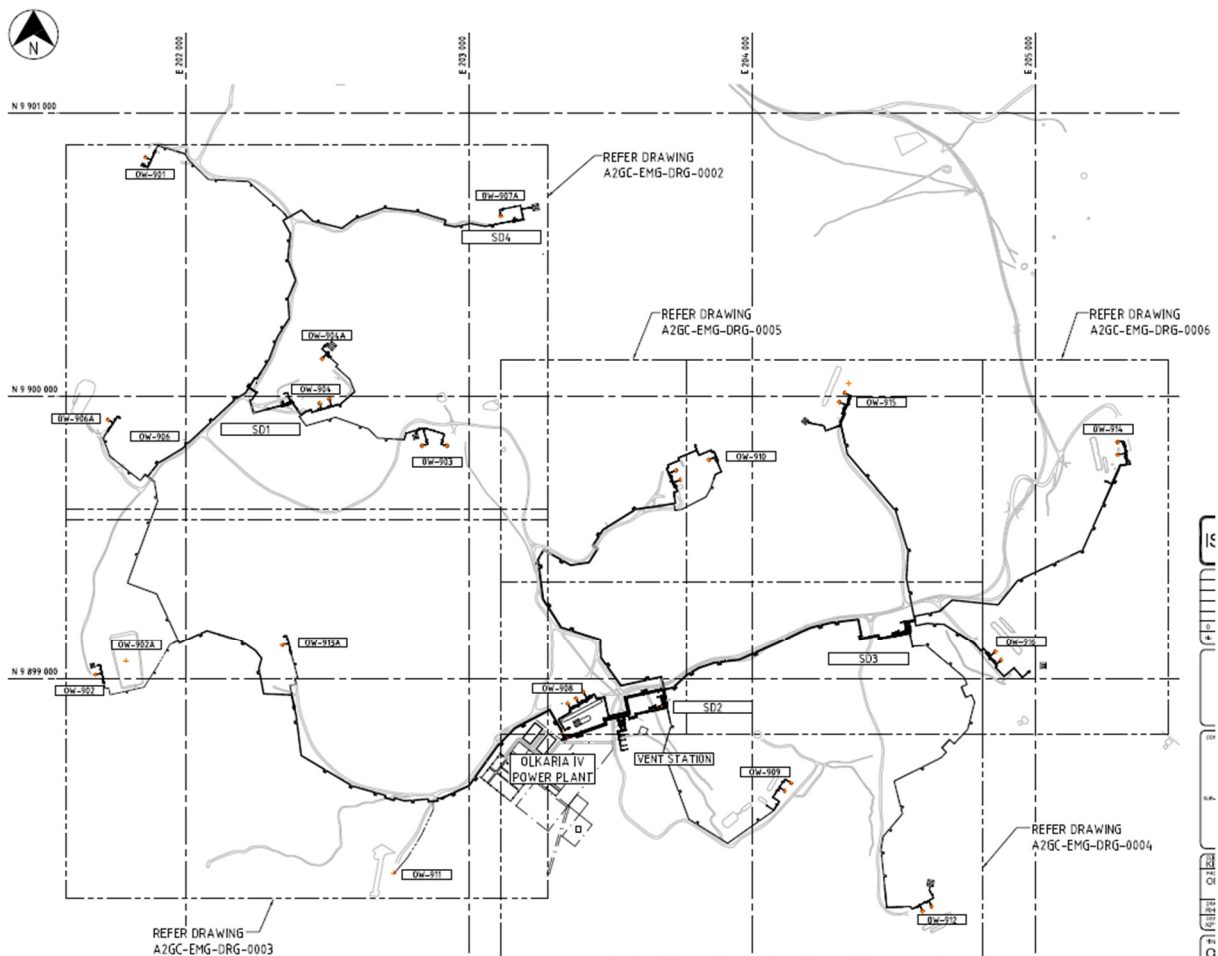 N
E 202 000
E 203 000
E 204 000
E 205 000
N 9 901 000
OW-901
REFER DRAWING
A2GC-EMG-DRG-0002
OW-907A
SD4
REFER DRAWING
A2GC-EMG-DRG-0005
REFER DRAWING
A2GC-EMG-DRG-0006
OW-904A
N 9 900 000
OW-904
OW-915
OW-906A
OW-906
SD1
OW-903
OW-914
OW-910
OW-902A
OW-915A
OW-916
SD3
N 9 899 000
OW-902
OW-908
SD2
OLKARIA IV
POWER PLANT
VENT STATION
OW-909
REFER DRAWING
A2GC-EMG-DRG-0004
OW-911
OW-912
REFER DRAWING
A2GC-EMG-DRG-0003